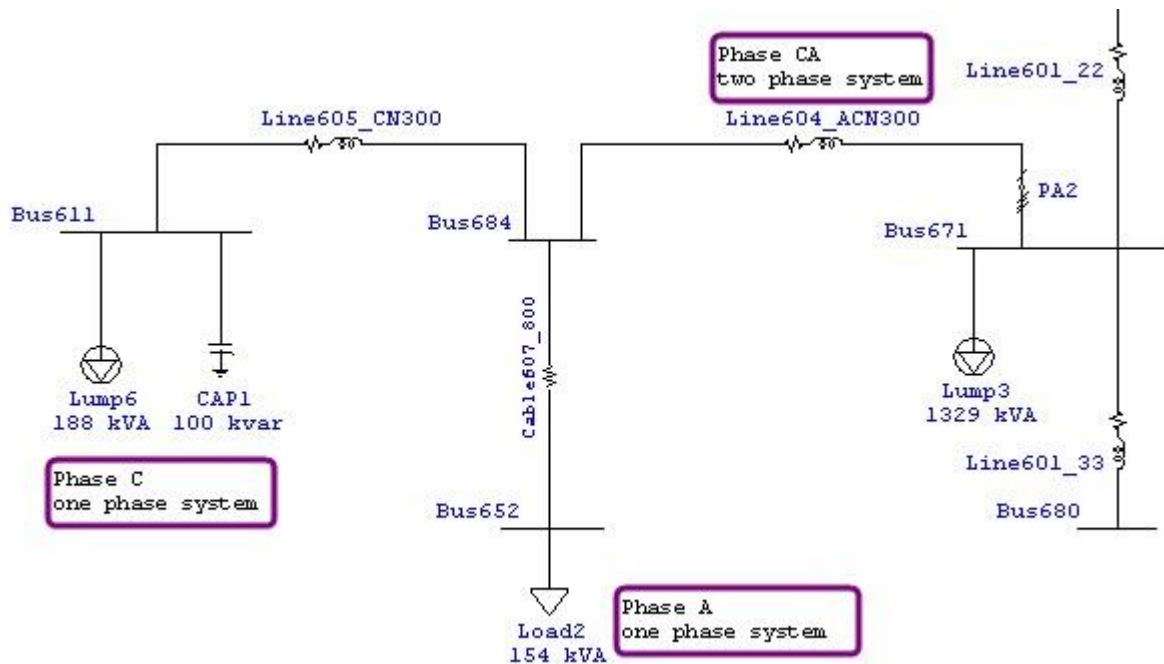 Phase CA
two phase system
Line601_22
Line605_CN300
Line604_ACN300
PA2
Bus611
Bus684
Bus671
Cable607_800
Lump6
188 kVA
CAP1
100 kvar
Lump3
1329 kVA
Phase C
one phase system
Line601_33
Bus652
Bus680
Phase A
one phase system
Load2
154 kVA